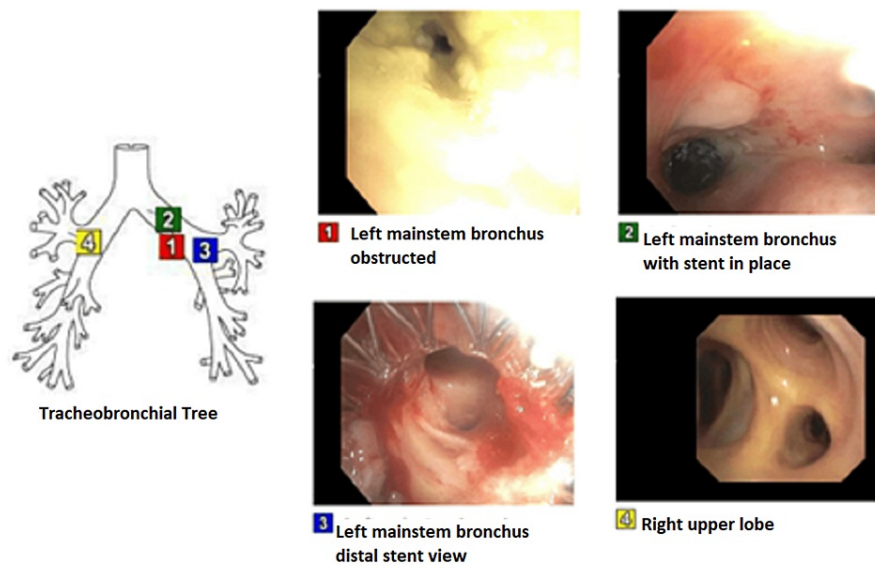 2
4
1
3
Tracheobronchial Tree
1 Left mainstem bronchus
obstructed
2 Left mainstem bronchus
with stent in place
3 Left mainstem bronchus
distal stent view
4 Right upper lobe